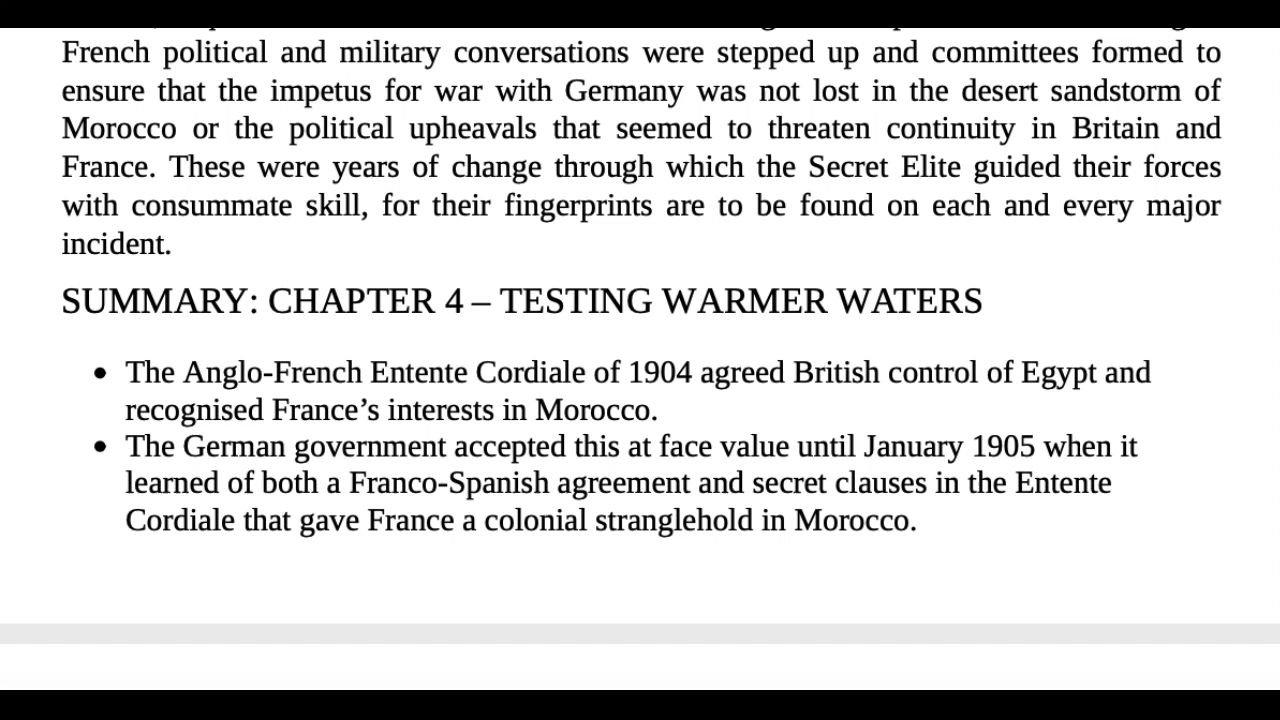 French political and military conversations were stepped up and committees formed to
ensure that the impetus for war with Germany was not lost in the desert sandstorm of
Morocco or the political upheavals that seemed to threaten continuity in Britain and
France. These were years of change through which the Secret Elite guided their forces
with consummate skill, for their fingerprints are to be found on each and every major
incident.
SUMMARY: CHAPTER 4 – TESTING WARMER WATERS
• The Anglo-French Entente Cordiale of 1904 agreed British control of Egypt and
recognised France’s interests in Morocco.
• The German government accepted this at face value until January 1905 when it
learned of both a Franco-Spanish agreement and secret clauses in the Entente
Cordiale that gave France a colonial stranglehold in Morocco.